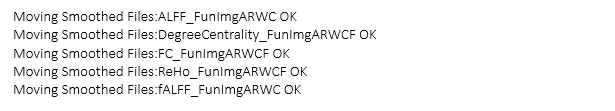 Moving Smoothed Files:ALFF_FunImgARWC OK
Moving Smoothed Files:DegreeCentrality_FunImgARWCF OK
Moving Smoothed Files:FC_FunImgARWCF OK
Moving Smoothed Files:ReHo_FunImgARWCF OK
Moving Smoothed Files:fALFF_FunImgARWC OK